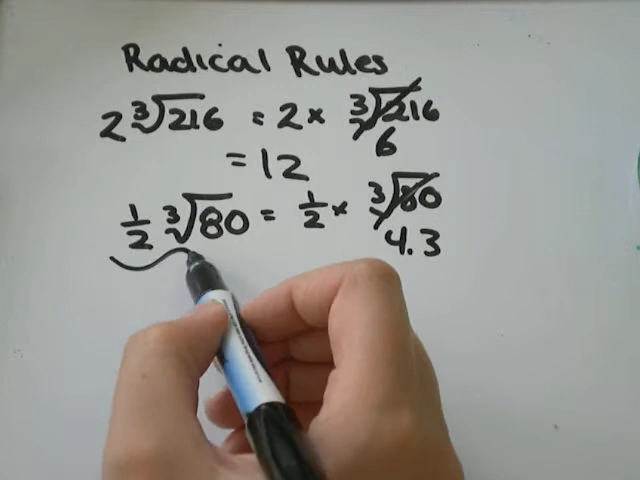 Radical Rules
2 ∛216 = 2 × ∛216
6
= 12
1/2 ∛80 = 1/2 × ∛80
4.3